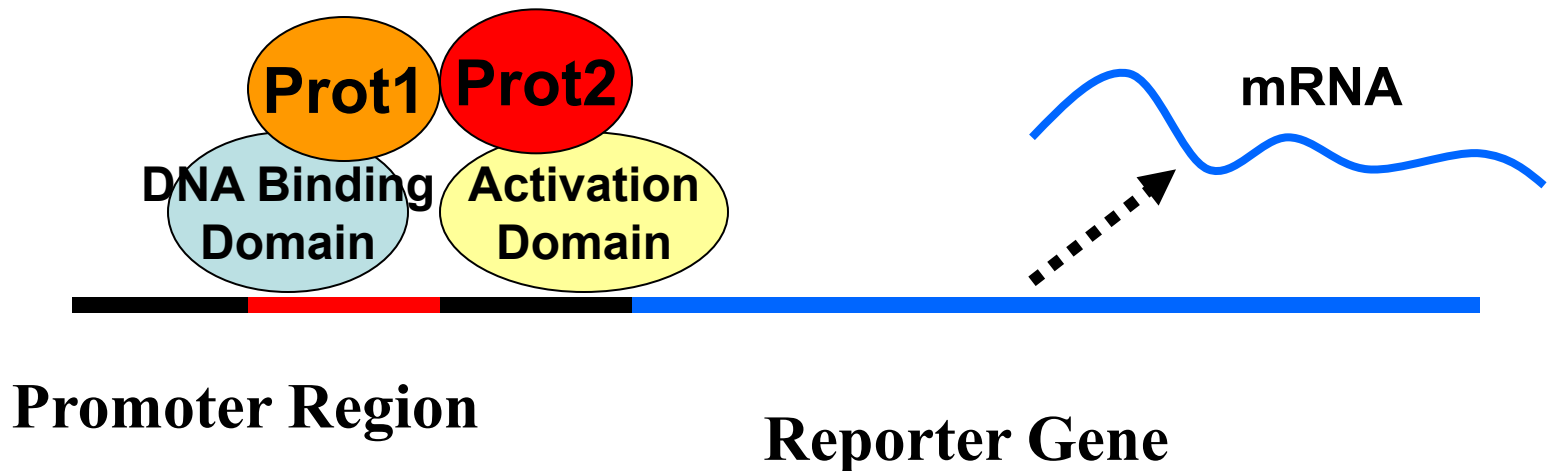 Prot1
Prot2
mRNA
DNA Binding
Domain
Activation
Domain
Promoter Region
Reporter Gene